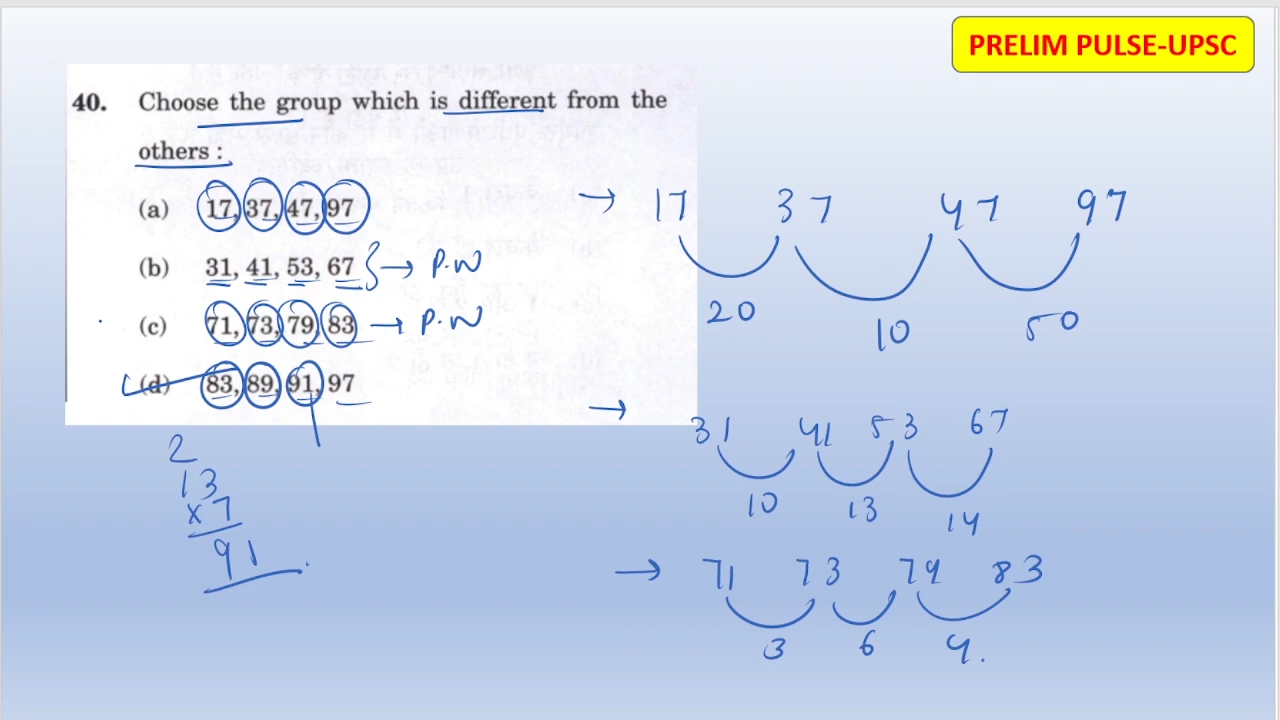 PRELIM PULSE-UPSC
40. Choose the group which is different from the
others :
(a) 17, 37, 47, 97
(b) 31, 41, 53, 67 → P.W
(c) 71, 73, 79, 83 → P.W
(d) 83, 89, 91, 97
2
13
x 7
91
→ 17 37 47 97
20 10 50
→ 31 41 53 67
10 13 14
→ 71 73 79 83
3 6 4.